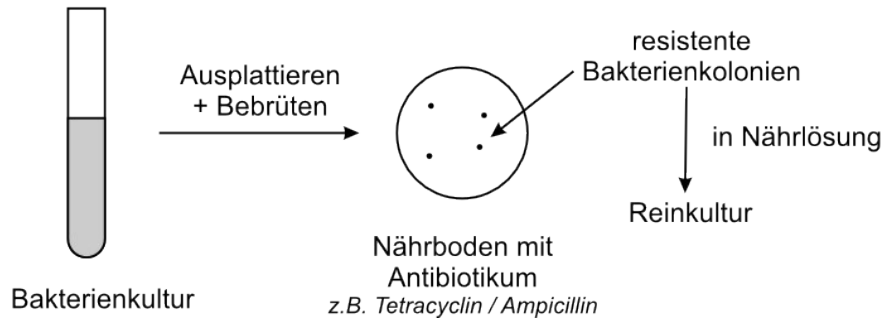 Ausplattieren
+ Bebrüten
resistente
Bakterienkolonien
in Nährlösung
Reinkultur
Nährboden mit
Antibiotikum
z.B. Tetracyclin / Ampicillin
Bakterienkultur